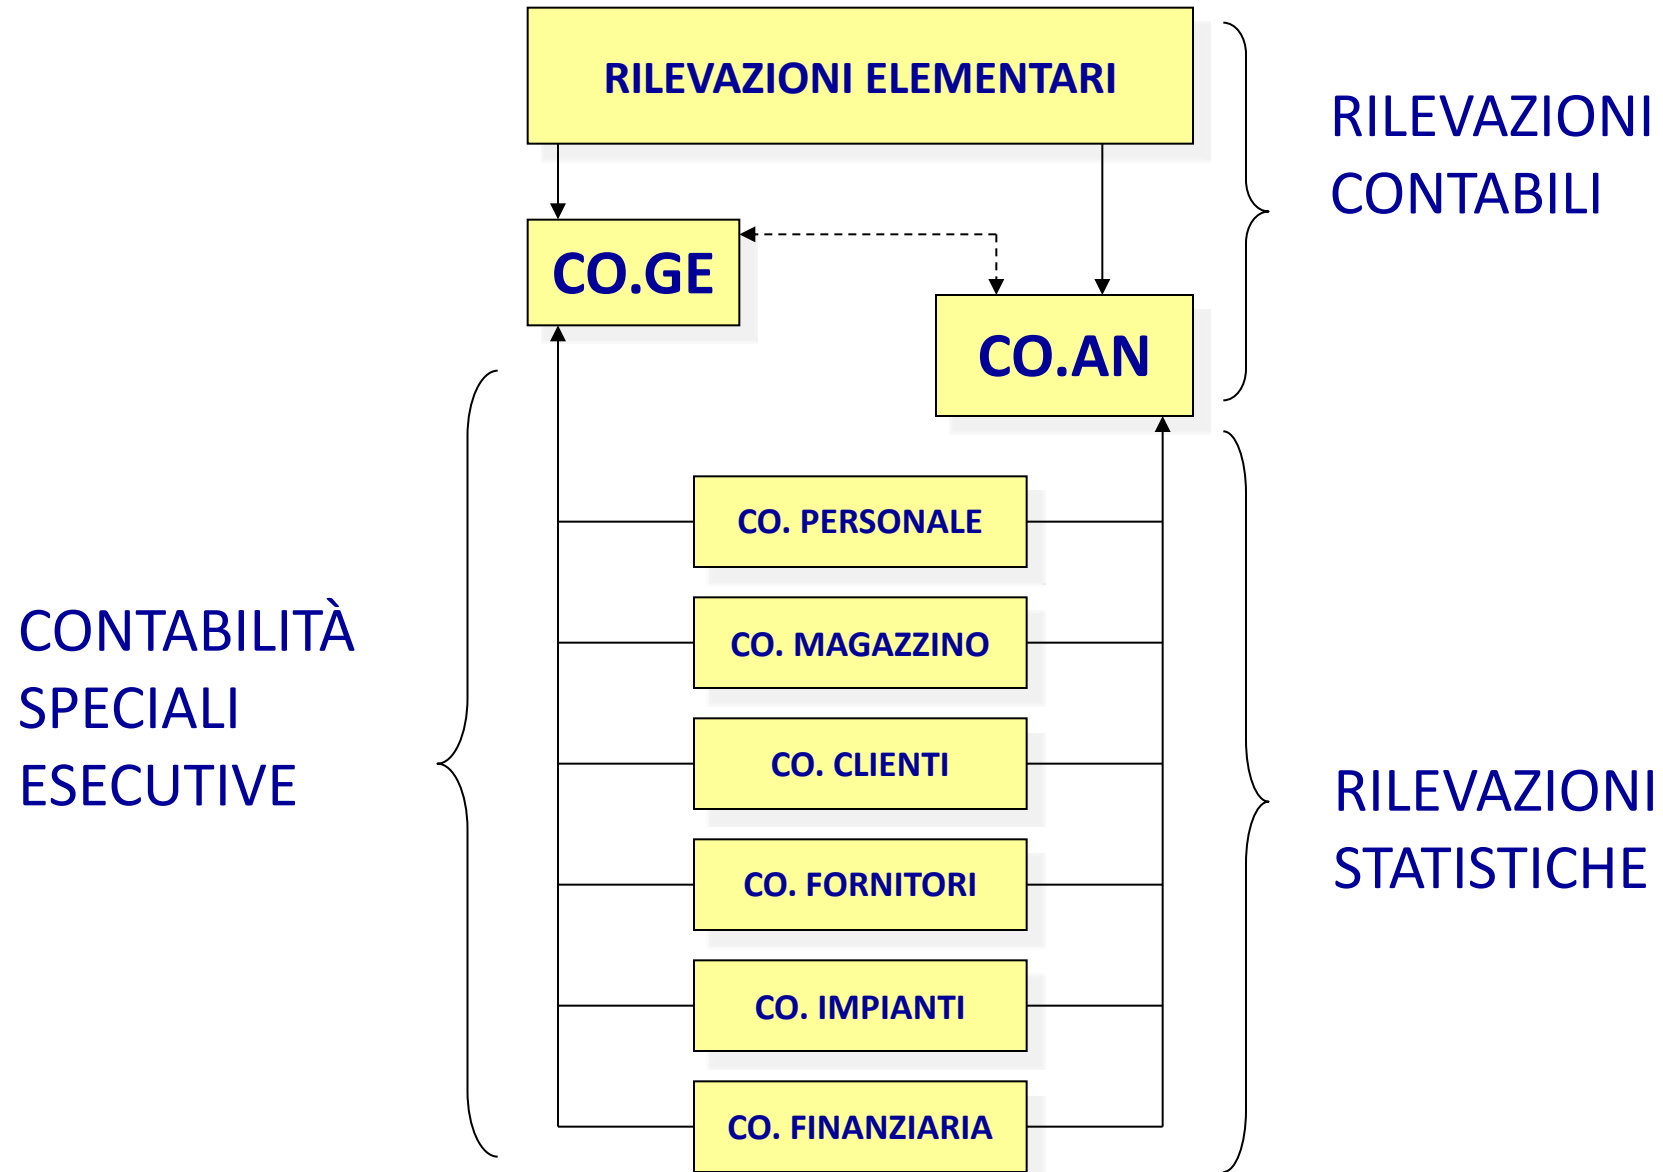 RILEVAZIONI ELEMENTARI
RILEVAZIONI
CONTABILI
CO.GE
CO.AN
CO. PERSONALE
CO. MAGAZZINO
CO. CLIENTI
CO. FORNITORI
CO. IMPIANTI
CO. FINANZIARIA
CONTABILITÀ
SPECIALI
ESECUTIVE
RILEVAZIONI
STATISTICHE